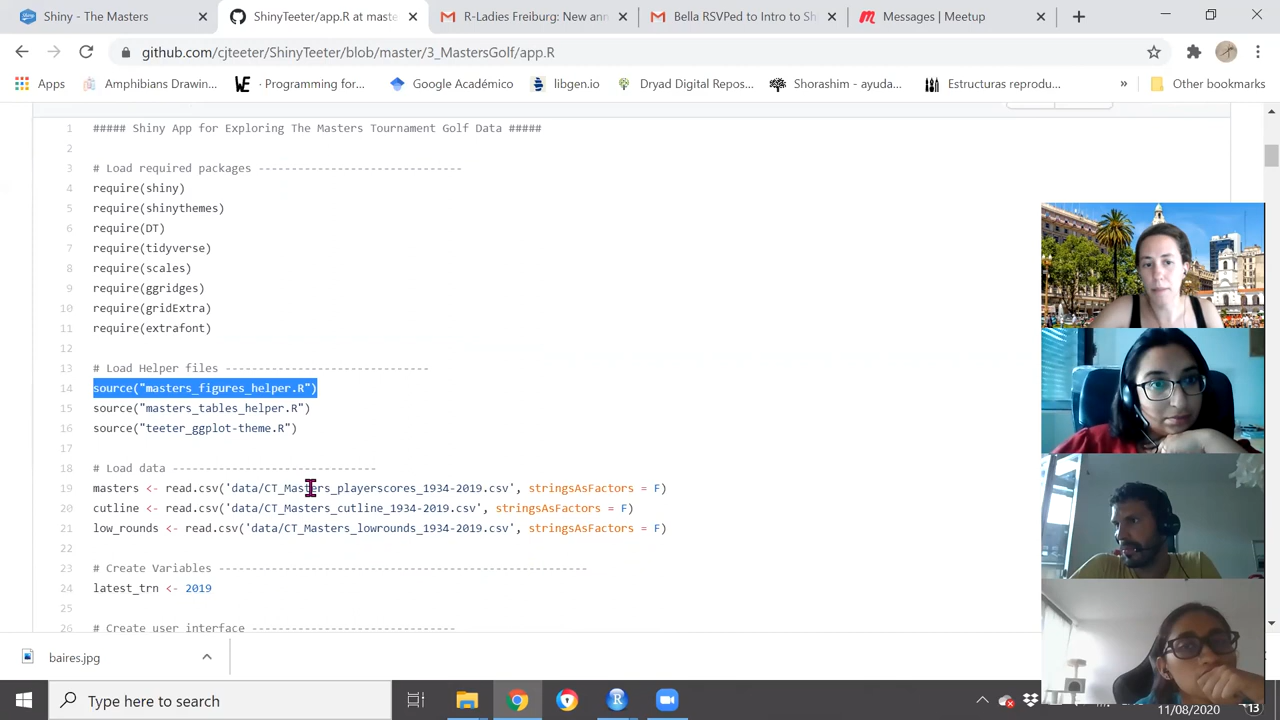 Shiny - The Masters
ShinyTeeter/app.R at maste
R-Ladies Freiburg: New ann
Bella RSVPed to Intro to Sh
Messages | Meetup
github.com/cjteeter/ShinyTeeter/blob/master/3_MastersGolf/app.R
Apps
Amphibians Drawin...
· Programming for...
Google Académico
libgen.io
Dryad Digital Repos...
Shorashim - ayuda...
Estructuras reprodu...
»
Other bookmarks
1 ##### Shiny App for Exploring The Masters Tournament Golf Data #####
2
3 # Load required packages -------------------------------
4 require(shiny)
5 require(shinythemes)
6 require(DT)
7 require(tidyverse)
8 require(scales)
9 require(ggridges)
10 require(gridExtra)
11 require(extrafont)
12
13 # Load Helper files -------------------------------
14 source("masters_figures_helper.R")
15 source("masters_tables_helper.R")
16 source("teeter_ggplot-theme.R")
17
18 # Load data -------------------------------
19 masters <- read.csv('data/CT_Masters_playerscores_1934-2019.csv', stringsAsFactors = F)
20 cutline <- read.csv('data/CT_Masters_cutline_1934-2019.csv', stringsAsFactors = F)
21 low_rounds <- read.csv('data/CT_Masters_lowrounds_1934-2019.csv', stringsAsFactors = F)
22
23 # Create Variables --------------------------------------------------------
24 latest_trn <- 2019
25
26 # Create user interface ------------------------------
baires.jpg
Type here to search
11/08/2020
13